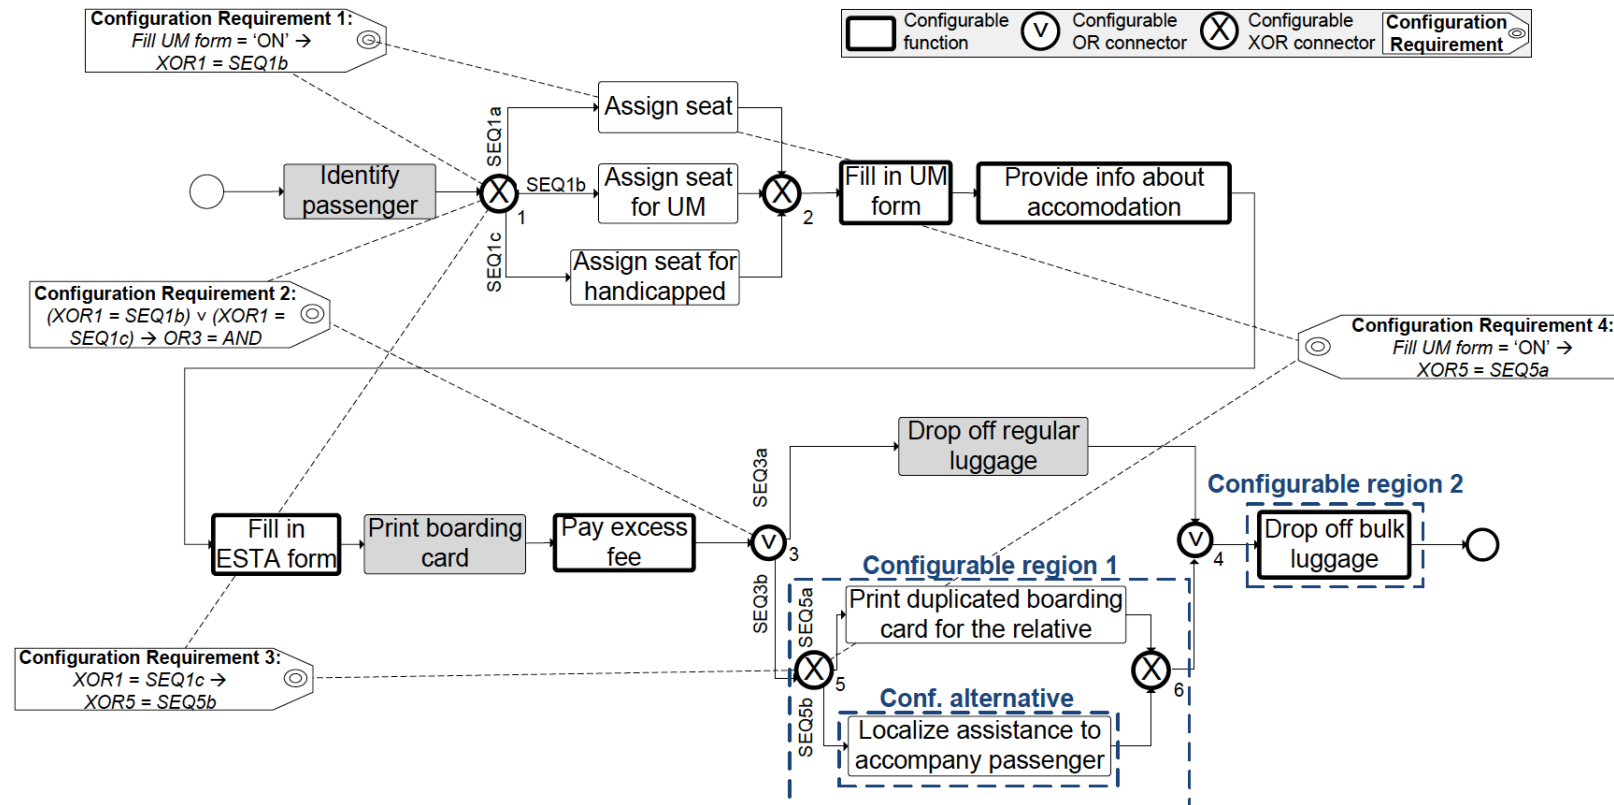 Configuration Requirement 1:
Fill UM form = ‘ON’ →
XOR1 = SEQ1b
Configurable
function
V
Configurable
OR connector
X
Configurable
XOR connector
Configuration
Requirement
SEQ1a
Assign seat
Identify
passenger
X
1
SEQ1b
Assign seat
for UM
X
2
Fill in UM
form
Provide info about
accomodation
SEQ1c
Assign seat for
handicapped
Configuration Requirement 2:
(XOR1 = SEQ1b) ∨ (XOR1 =
SEQ1c) → OR3 = AND
Configuration Requirement 4:
Fill UM form = ‘ON’ →
XOR5 = SEQ5a
SEQ3a
Drop off regular
luggage
Configurable region 2
Fill in
ESTA form
Print boarding
card
Pay excess
fee
V
3
V
4
Drop off bulk
luggage
SEQ3b
Configurable region 1
SEQ5a
Print duplicated boarding
card for the relative
Configuration Requirement 3:
XOR1 = SEQ1c →
XOR5 = SEQ5b
X
5
X
6
SEQ5b
Conf. alternative
Localize assistance to
accompany passenger